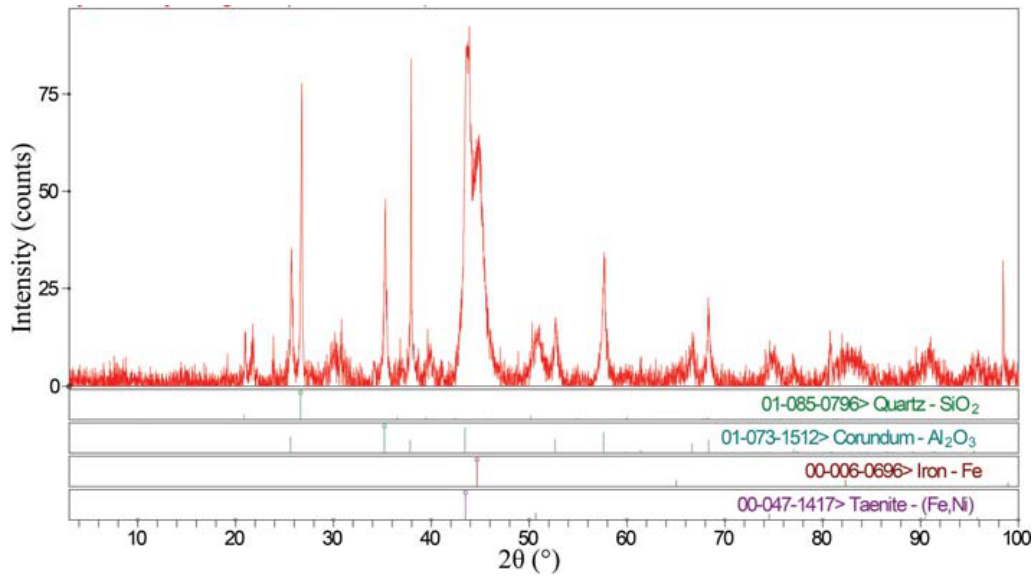 Intensity (counts)
75
50
25
0
01-085-0796> Quartz - SiO₂
01-073-1512> Corundum - Al₂O₃
00-006-0696> Iron - Fe
00-047-1417> Taenite - (Fe,Ni)
10 20 30 40 50 60 70 80 90 100
2θ (°)